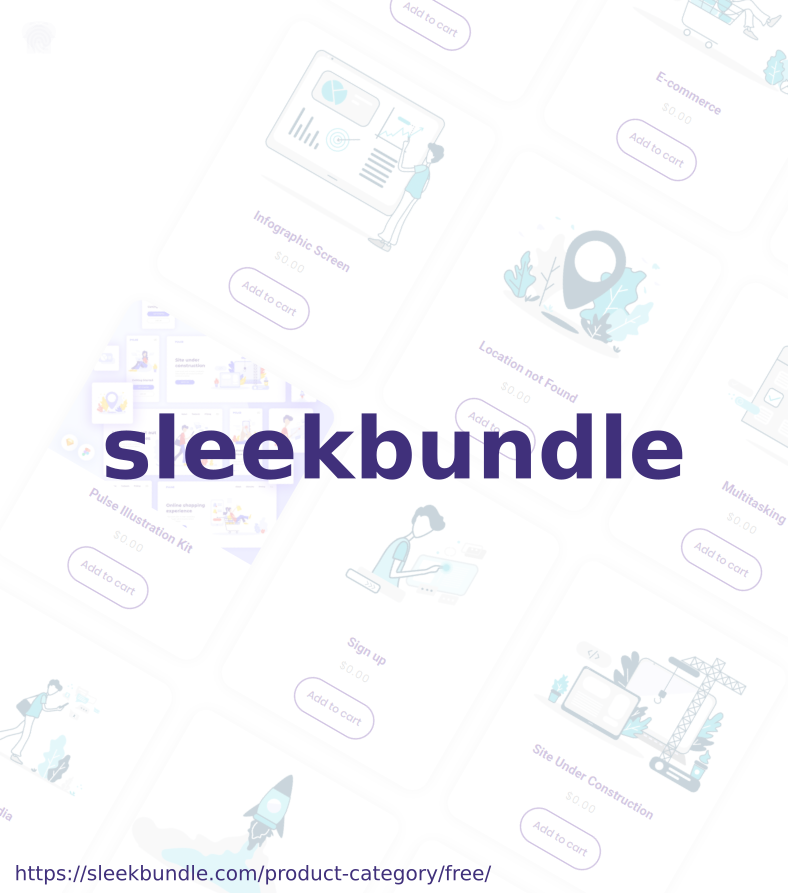 Add to cart
E-commerce
$0.00
Add to cart
Infographic Screen
$0.00
Add to cart
Location not Found
$0.00
Add to cart
sleekbundle
Site under
construction
Online shopping
experience
Pulse Illustration Kit
$0.00
Add to cart
Multitasking
$0.00
Add to cart
Sign up
$0.00
Add to cart
</>
Site Under Construction
$0.00
Add to cart
https://sleekbundle.com/product-category/free/